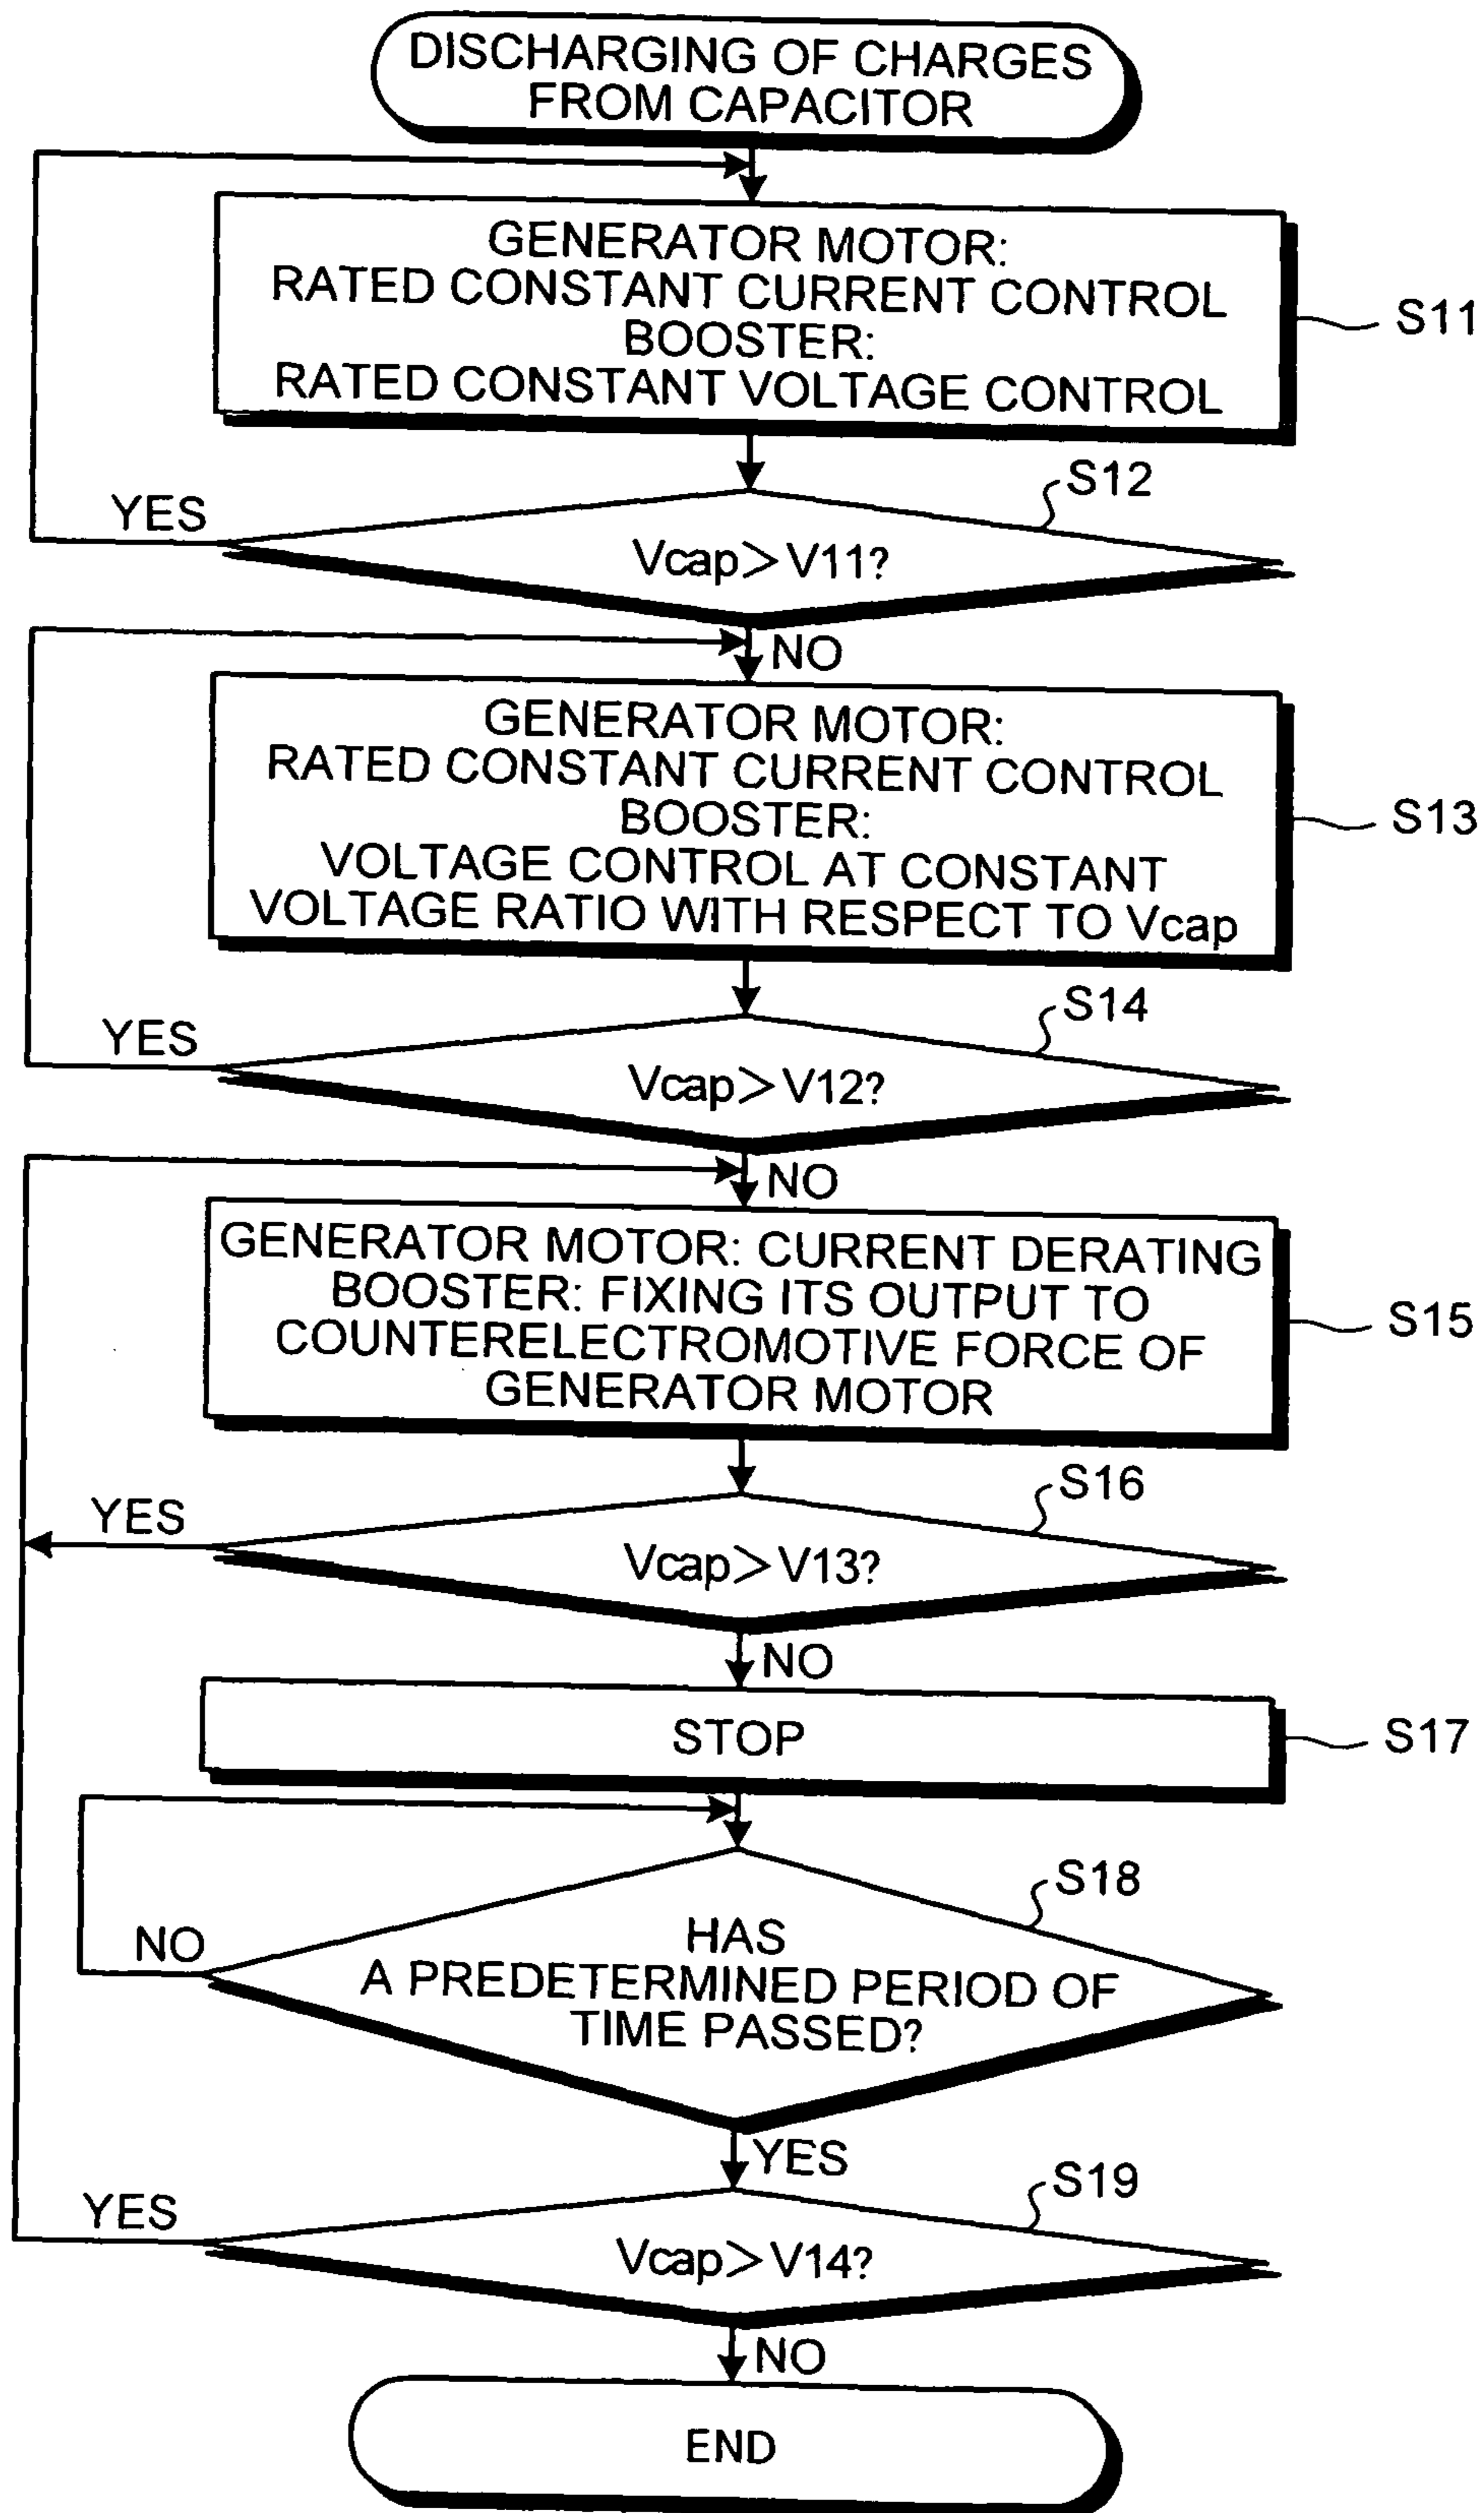 DISCHARGING OF CHARGES
FROM CAPACITOR
GENERATOR MOTOR:
RATED CONSTANT CURRENT CONTROL
BOOSTER:
RATED CONSTANT VOLTAGE CONTROL
S11
S12
YES
Vcap>V11?
NO
GENERATOR MOTOR:
RATED CONSTANT CURRENT CONTROL
BOOSTER:
VOLTAGE CONTROL AT CONSTANT
VOLTAGE RATIO WITH RESPECT TO Vcap
S13
S14
YES
Vcap>V12?
NO
GENERATOR MOTOR: CURRENT DERATING
BOOSTER: FIXING ITS OUTPUT TO
COUNTERELECTROMOTIVE FORCE OF
GENERATOR MOTOR
S15
S16
YES
Vcap>V13?
NO
STOP
S17
S18
NO
HAS
A PREDETERMINED PERIOD OF
TIME PASSED?
YES
S19
YES
Vcap>V14?
NO
END